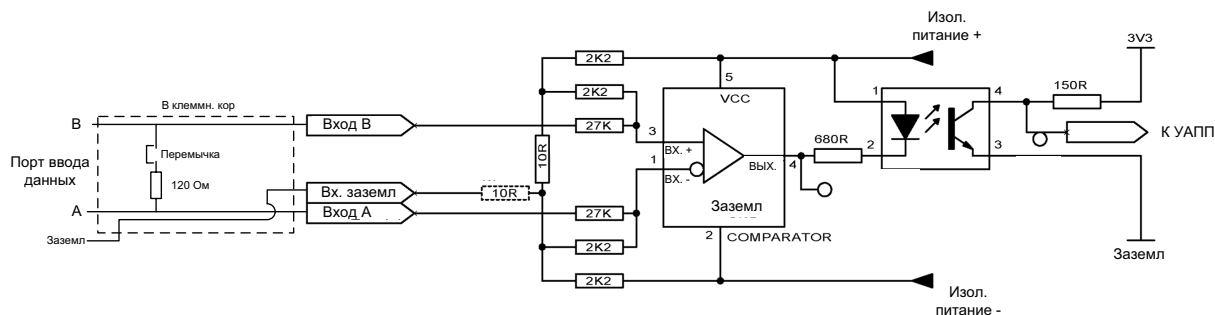 Изол.
питание +
3V3
2K2
5
VCC
2K2
1
4
150R
В клеммн. кор
В
Вход В
27K
3
ВХ. +
К УАПП
Перемычка
10R
680R
2
3
Порт ввода
данных
1
ВХ. -
ВЫХ.
4
120 Ом
Вх. заземл
10R
А
Вход А
27K
Заземл
Заземл
2
COMPARATOR
2K2
Заземл
2K2
Изол.
питание -